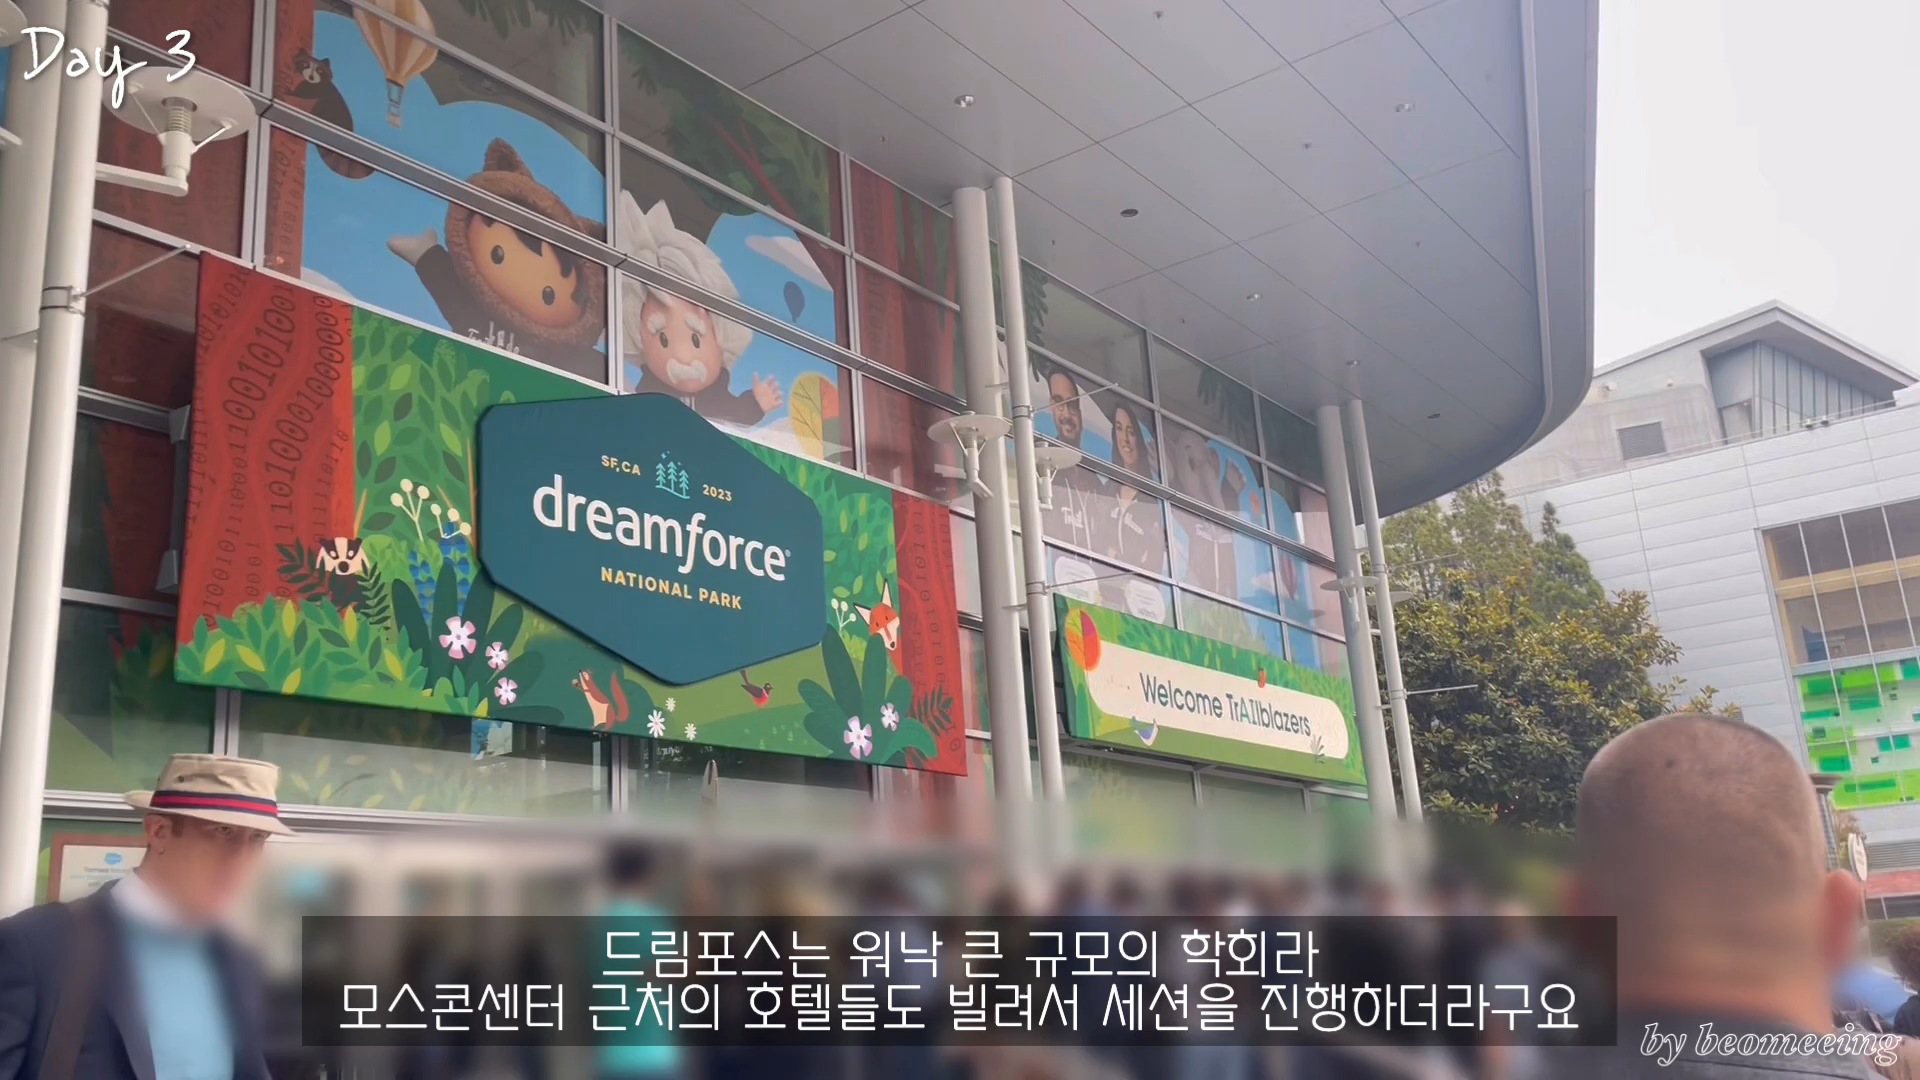 Day 3
SF, CA
2023
dreamforce
NATIONAL PARK
Welcome TrAIlblazers
드림포스는 워낙 큰 규모의 학회라
모스콘센터 근처의 호텔들도 빌려서 세션을 진행하더라구요
by beomeeing